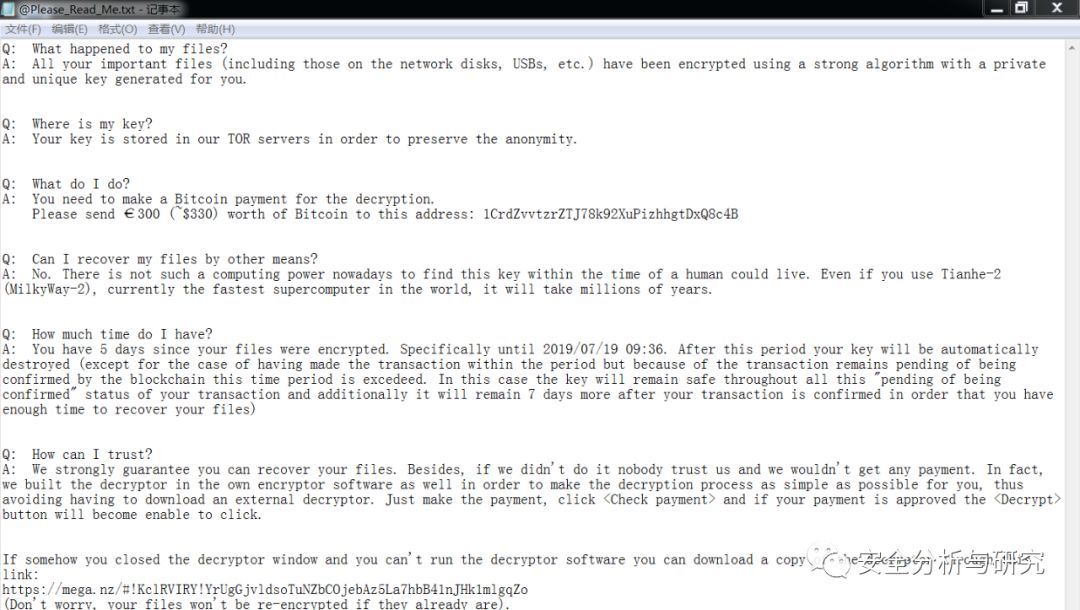 @Please_Read_Me.txt - 记事本
文件(F) 编辑(E) 格式(O) 查看(V) 帮助(H)
Q: What happened to my files?
A: All your important files (including those on the network disks, USBs, etc.) have been encrypted using a strong algorithm with a private
and unique key generated for you.
Q: Where is my key?
A: Your key is stored in our TOR servers in order to preserve the anonymity.
Q: What do I do?
A: You need to make a Bitcoin payment for the decryption.
Please send €300 (~$330) worth of Bitcoin to this address: 1CrdZvvtzrZTJ78k92XuPizhhgtDxQ8c4B
Q: Can I recover my files by other means?
A: No. There is not such a computing power nowadays to find this key within the time of a human could live. Even if you use Tianhe-2
(MilkyWay-2), currently the fastest supercomputer in the world, it will take millions of years.
Q: How much time do I have?
A: You have 5 days since your files were encrypted. Specifically until 2019/07/19 09:36. After this period your key will be automatically
destroyed (except for the case of having made the transaction within the period but because of the transaction remains pending of being
confirmed by the blockchain this time period is excedeed. In this case the key will remain safe throughout all this "pending of being
confirmed" status of your transaction and additionally it will remain 7 days more after your transaction is confirmed in order that you have
enough time to recover your files)
Q: How can I trust?
A: We strongly guarantee you can recover your files. Besides, if we didn't do it nobody trust us and we wouldn't get any payment. In fact,
we built the decryptor in the own encryptor software as well in order to make the decryption process as simple as possible for you, thus
avoiding having to download an external decryptor. Just make the payment, click <Check payment> and if your payment is approved the <Decrypt>
button will become enable to click.
If somehow you closed the decryptor window and you can't run the decryptor software you can download a copy
安全分析与研究
link:
https://mega.nz/#!KclRVIRY!YrUgGjvldsoTuNZbCOjebAz5La7hbB41nJHk1mlgqZo
(Don't worry, your files won't be re-encrypted if they already are).